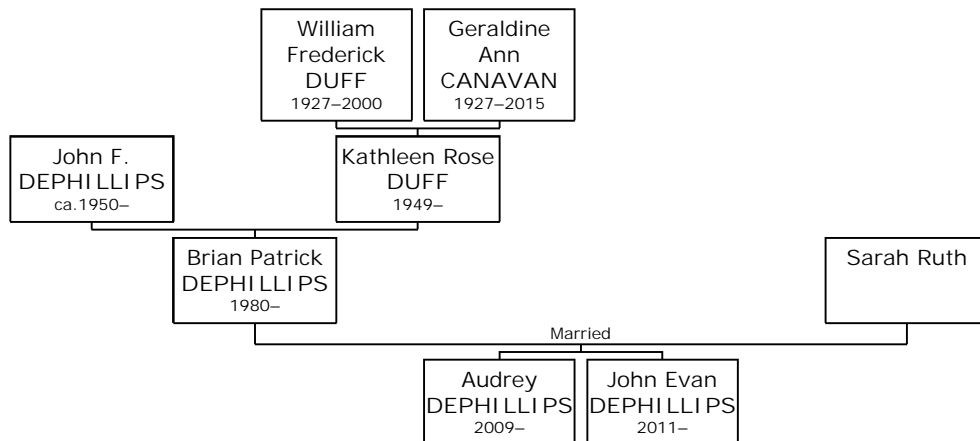 William
Frederick
DUFF
1927–2000
Geraldine
Ann
CANAVAN
1927–2015
John F.
DEPHILLIPS
ca.1950–
Kathleen Rose
DUFF
1949–
Brian Patrick
DEPHILLIPS
1980–
Sarah Ruth
Married
Audrey
DEPHILLIPS
2009–
John Evan
DEPHILLIPS
2011–